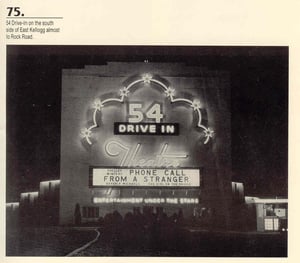 75.
54 Drive-In on the south
side of East Kellogg almost
to Rock Road.
54
DRIVE IN
Theatre
PHONE CALL
FROM A STRANGER
ENTERTAINMENT UNDER THE STARS